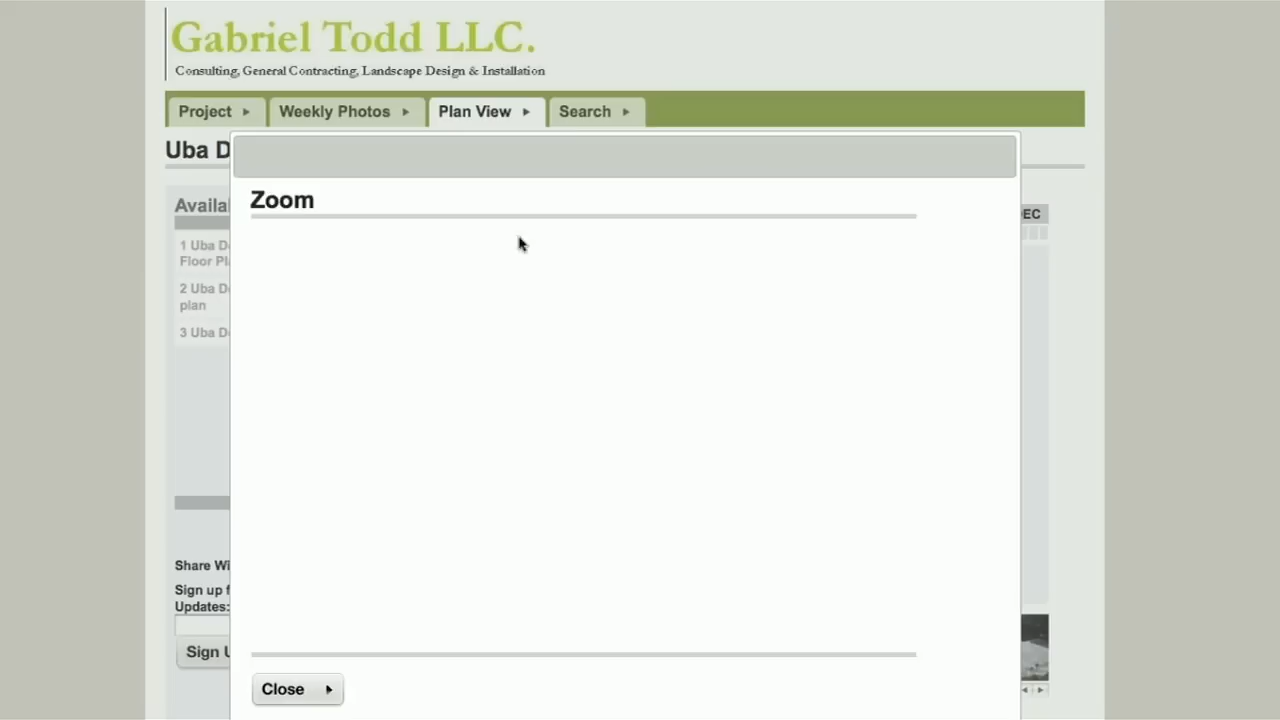 Gabriel Todd LLC.
Consulting, General Contracting, Landscape Design & Installation
Project
Weekly Photos
Plan View
Search
Uba D
Zoom
Availa
EC
1 Uba D
Floor Pl
2 Uba D
plan
3 Uba D
Share Wi
Sign up f
Updates:
Sign U
Close